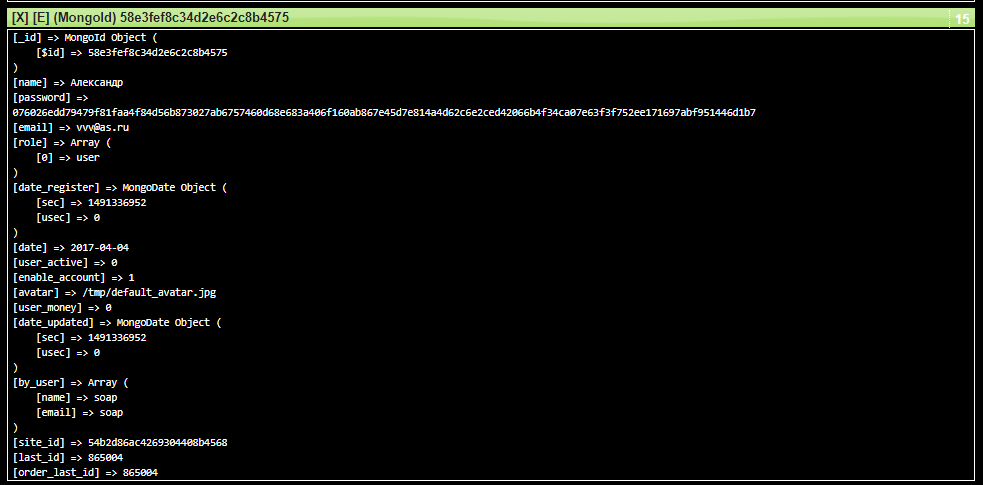 [X] [E] (MongoId) 58e3fef8c34d2e6c2c8b4575
15
[_id] => MongoId Object (
[$id] => 58e3fef8c34d2e6c2c8b4575
)
[name] => Александр
[password] =>
076026edd79479f81faa4f84d56b873027ab6757460d68e683a406f160ab867e45d7e814a4d62c6e2ced42066b4f34ca07e63f3f752ee171697abf951446d1b7
[email] => vvv@as.ru
[role] => Array (
[0] => user
)
[date_register] => MongoDate Object (
[sec] => 1491336952
[usec] => 0
)
[date] => 2017-04-04
[user_active] => 0
[enable_account] => 1
[avatar] => /tmp/default_avatar.jpg
[user_money] => 0
[date_updated] => MongoDate Object (
[sec] => 1491336952
[usec] => 0
)
[by_user] => Array (
[name] => soap
[email] => soap
)
[site_id] => 54b2d86ac4269304408b4568
[last_id] => 865004
[order_last_id] => 865004